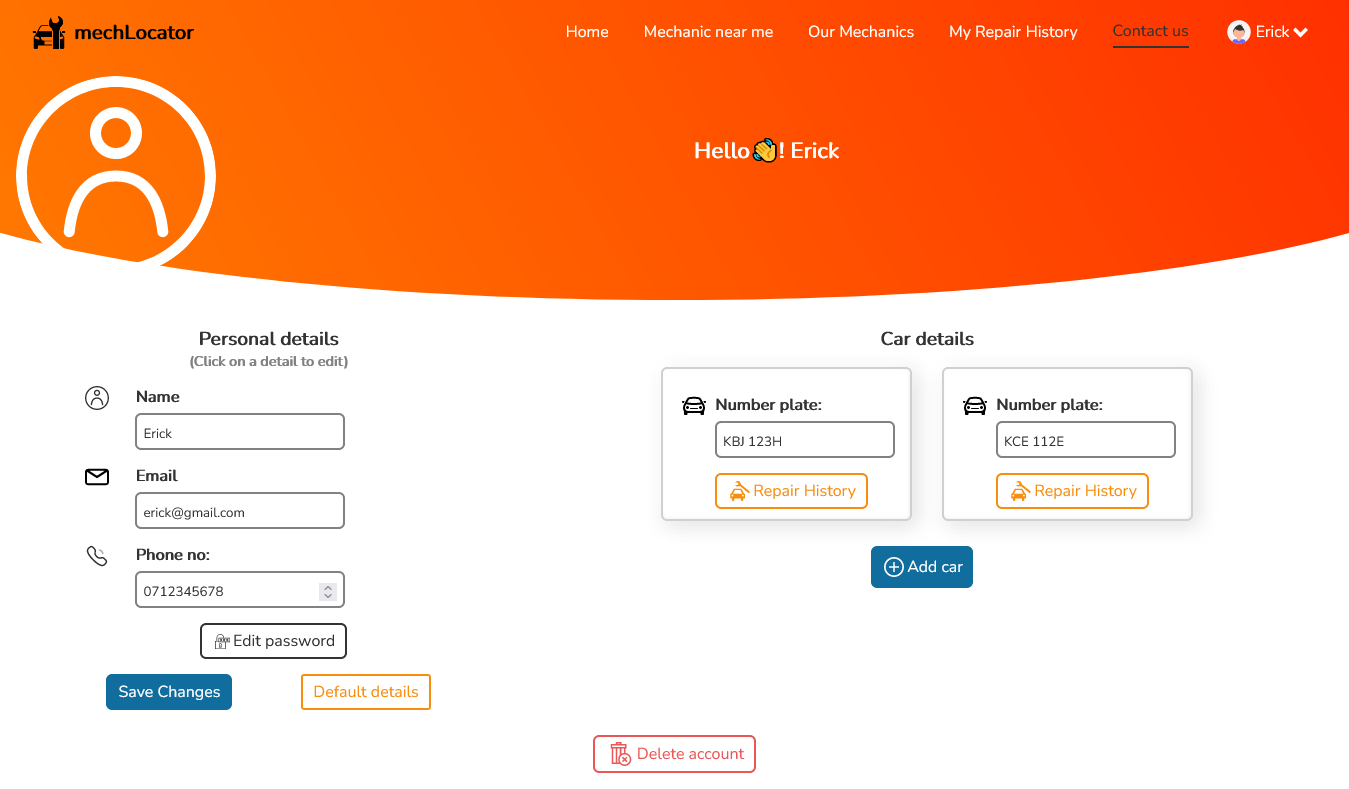 mechLocator
Home
Mechanic near me
Our Mechanics
My Repair History
Contact us
Erick
Hello👋! Erick
Personal details
(Click on a detail to edit)
Name
Erick
Email
erick@gmail.com
Phone no:
0712345678
Edit password
Save Changes
Default details
Car details
Number plate:
KBJ 123H
Repair History
Number plate:
KCE 112E
Repair History
Add car
Delete account